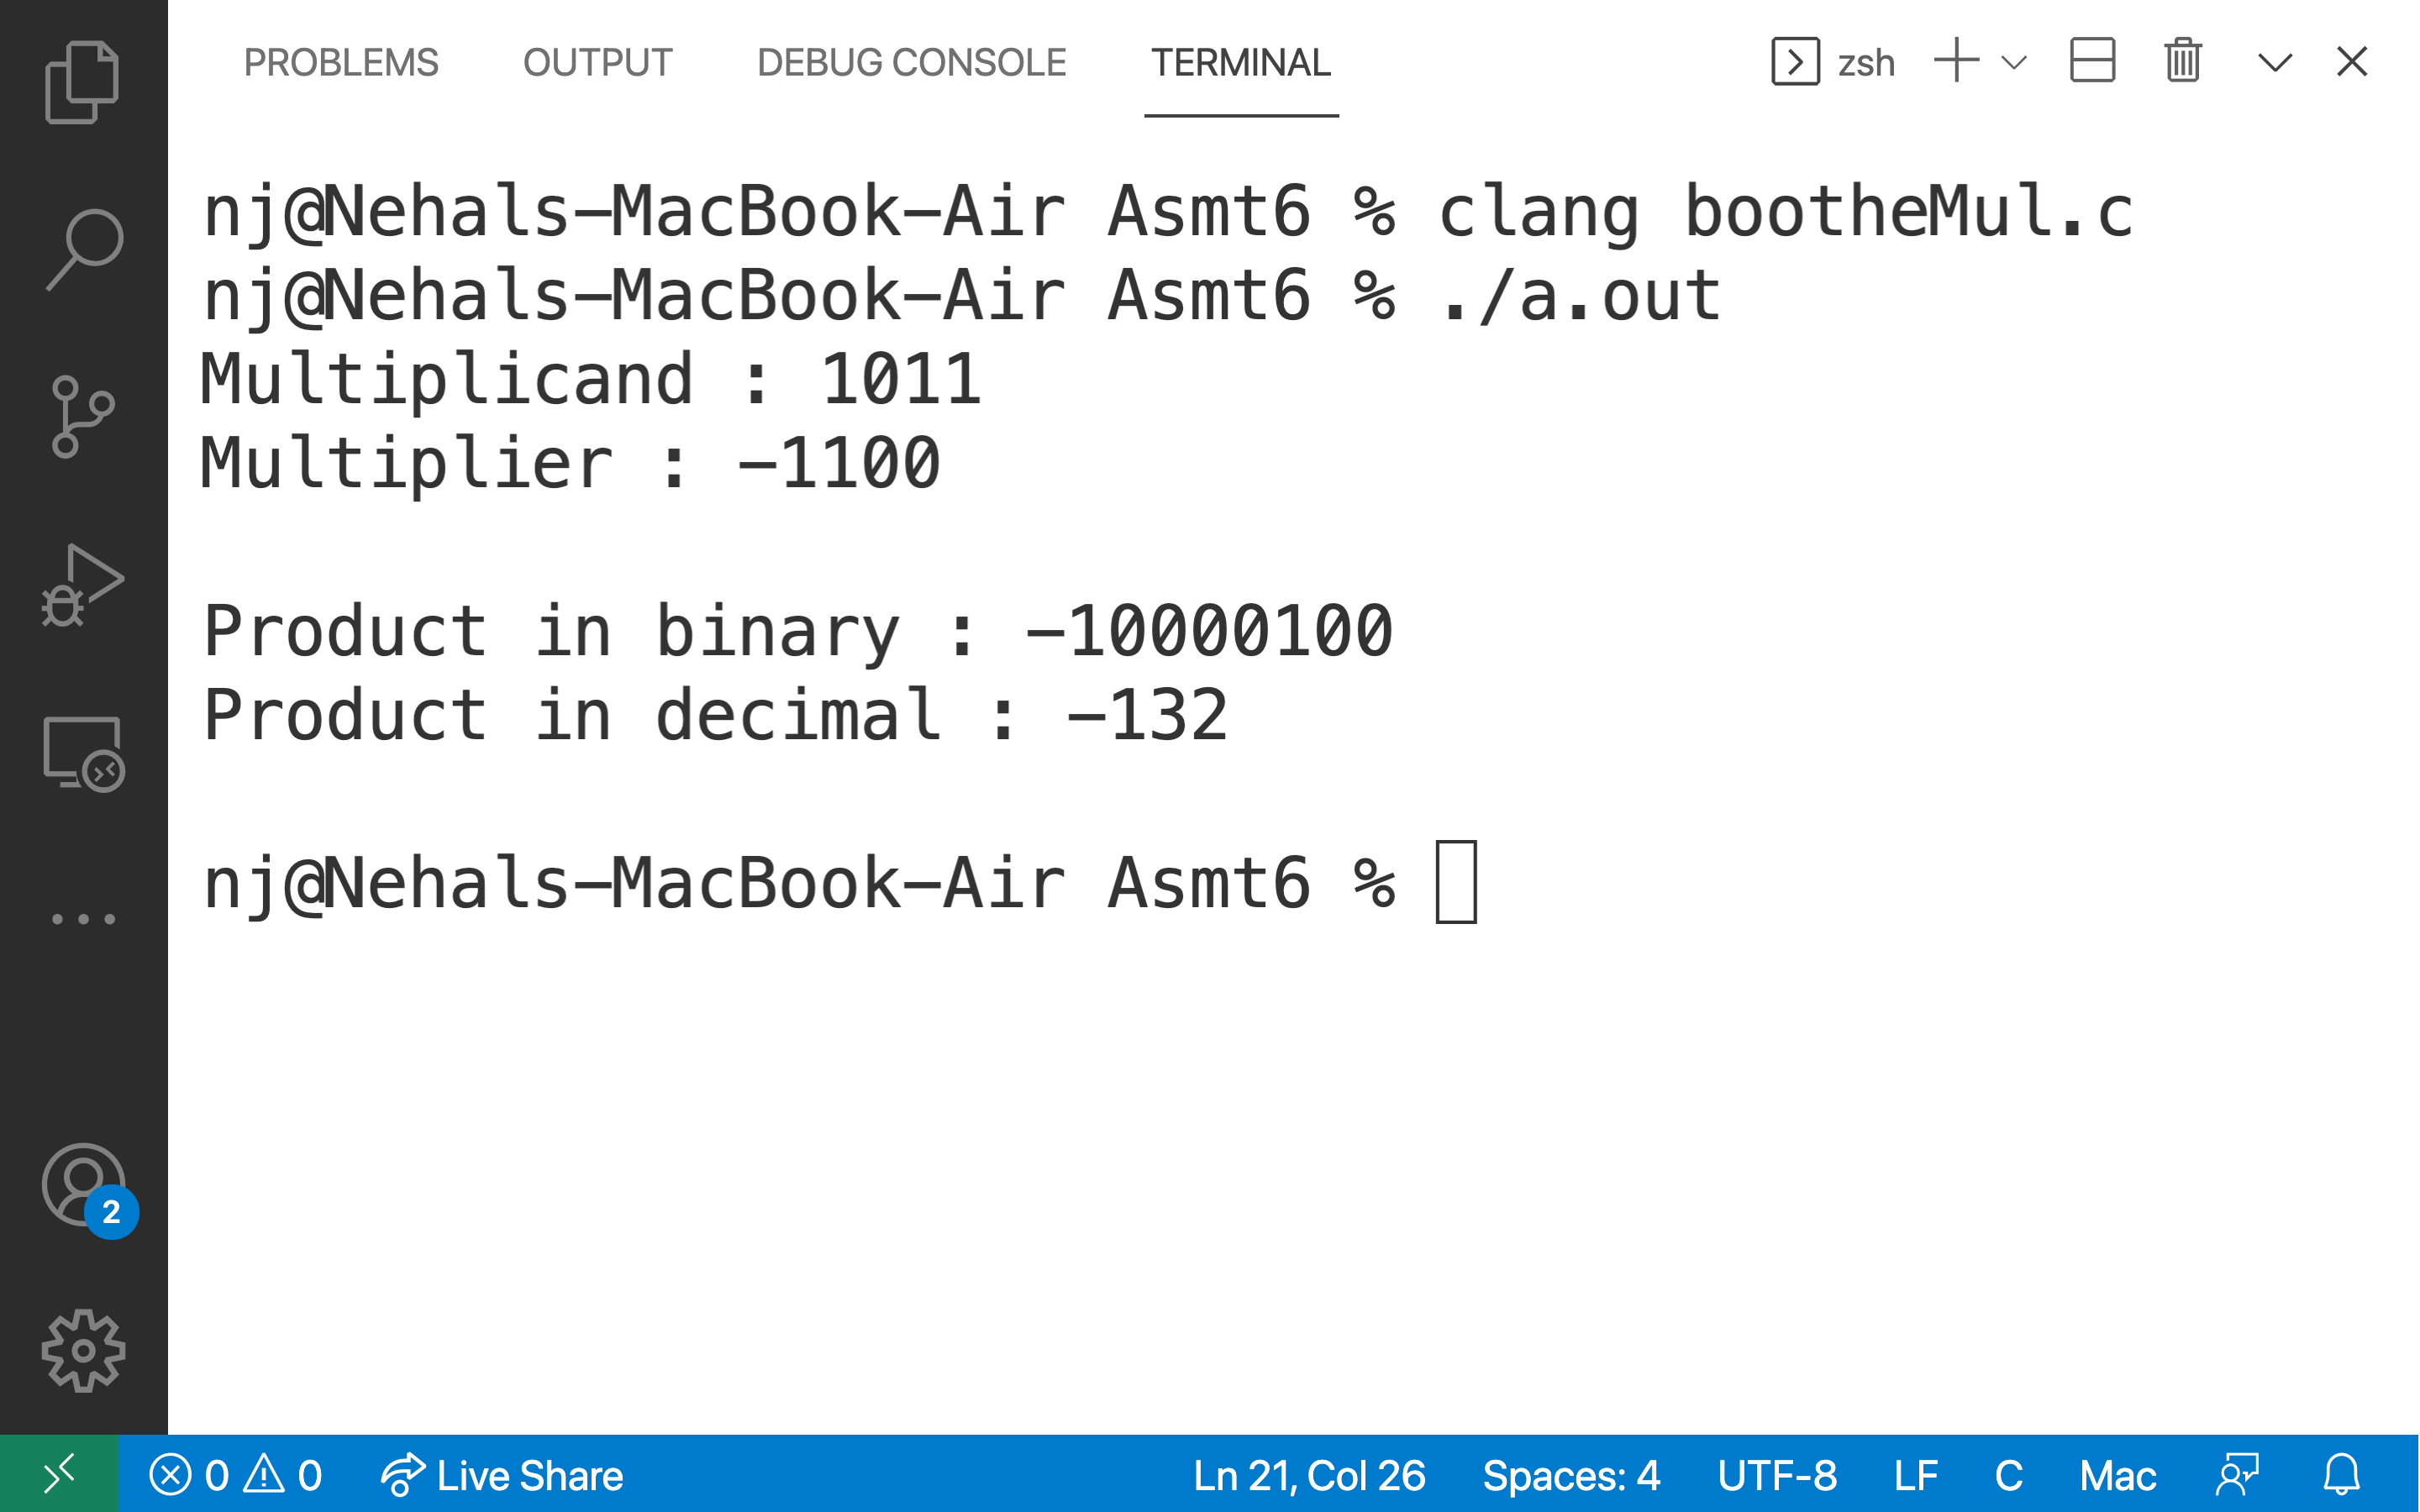 PROBLEMS OUTPUT DEBUG CONSOLE TERMINAL zsh
nj@Nehals-MacBook-Air Asmt6 % clang bootheMul.c
nj@Nehals-MacBook-Air Asmt6 % ./a.out
Multiplicand : 1011
Multiplier : -1100
Product in binary : -10000100
Product in decimal : -132
nj@Nehals-MacBook-Air Asmt6 %
2
0 0 Live Share Ln 21, Col 26 Spaces: 4 UTF-8 LF C Mac